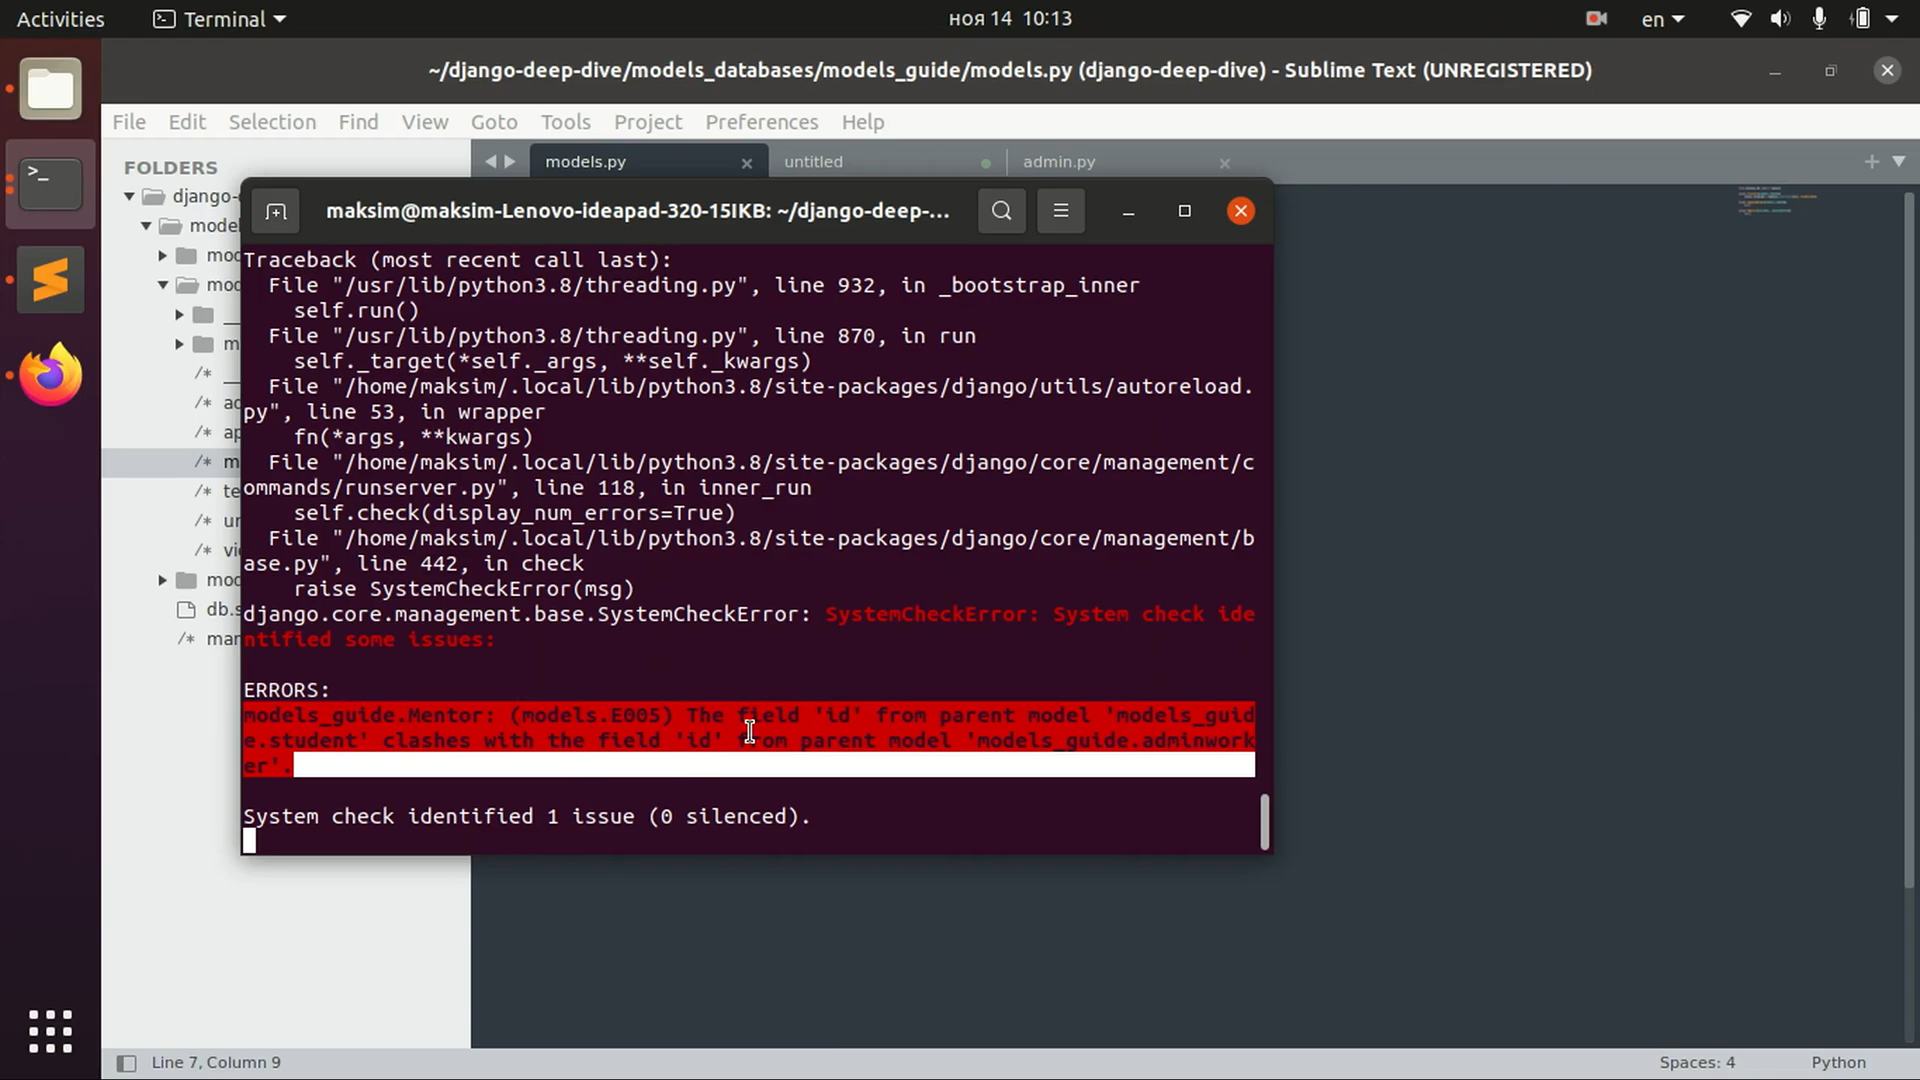 Activities Terminal ноя 14 10:13 en
~/django-deep-dive/models_databases/models_guide/models.py (django-deep-dive) - Sublime Text (UNREGISTERED)
File Edit Selection Find View Goto Tools Project Preferences Help
FOLDERS
models.py untitled admin.py
django-
maksim@maksim-Lenovo-ideapad-320-15IKB: ~/django-deep-...
Traceback (most recent call last):
File "/usr/lib/python3.8/threading.py", line 932, in _bootstrap_inner
self.run()
File "/usr/lib/python3.8/threading.py", line 870, in run
self._target(*self._args, **self._kwargs)
File "/home/maksim/.local/lib/python3.8/site-packages/django/utils/autoreload.
py", line 53, in wrapper
fn(*args, **kwargs)
File "/home/maksim/.local/lib/python3.8/site-packages/django/core/management/c
ommands/runserver.py", line 118, in inner_run
self.check(display_num_errors=True)
File "/home/maksim/.local/lib/python3.8/site-packages/django/core/management/b
ase.py", line 442, in check
raise SystemCheckError(msg)
django.core.management.base.SystemCheckError: SystemCheckError: System check ide
ntified some issues:
ERRORS:
models_guide.Mentor: (models.E005) The field 'id' from parent model 'models_guid
e.student' clashes with the field 'id' from parent model 'models_guide.adminwork
er'.
System check identified 1 issue (0 silenced).
Line 7, Column 9 Spaces: 4 Python